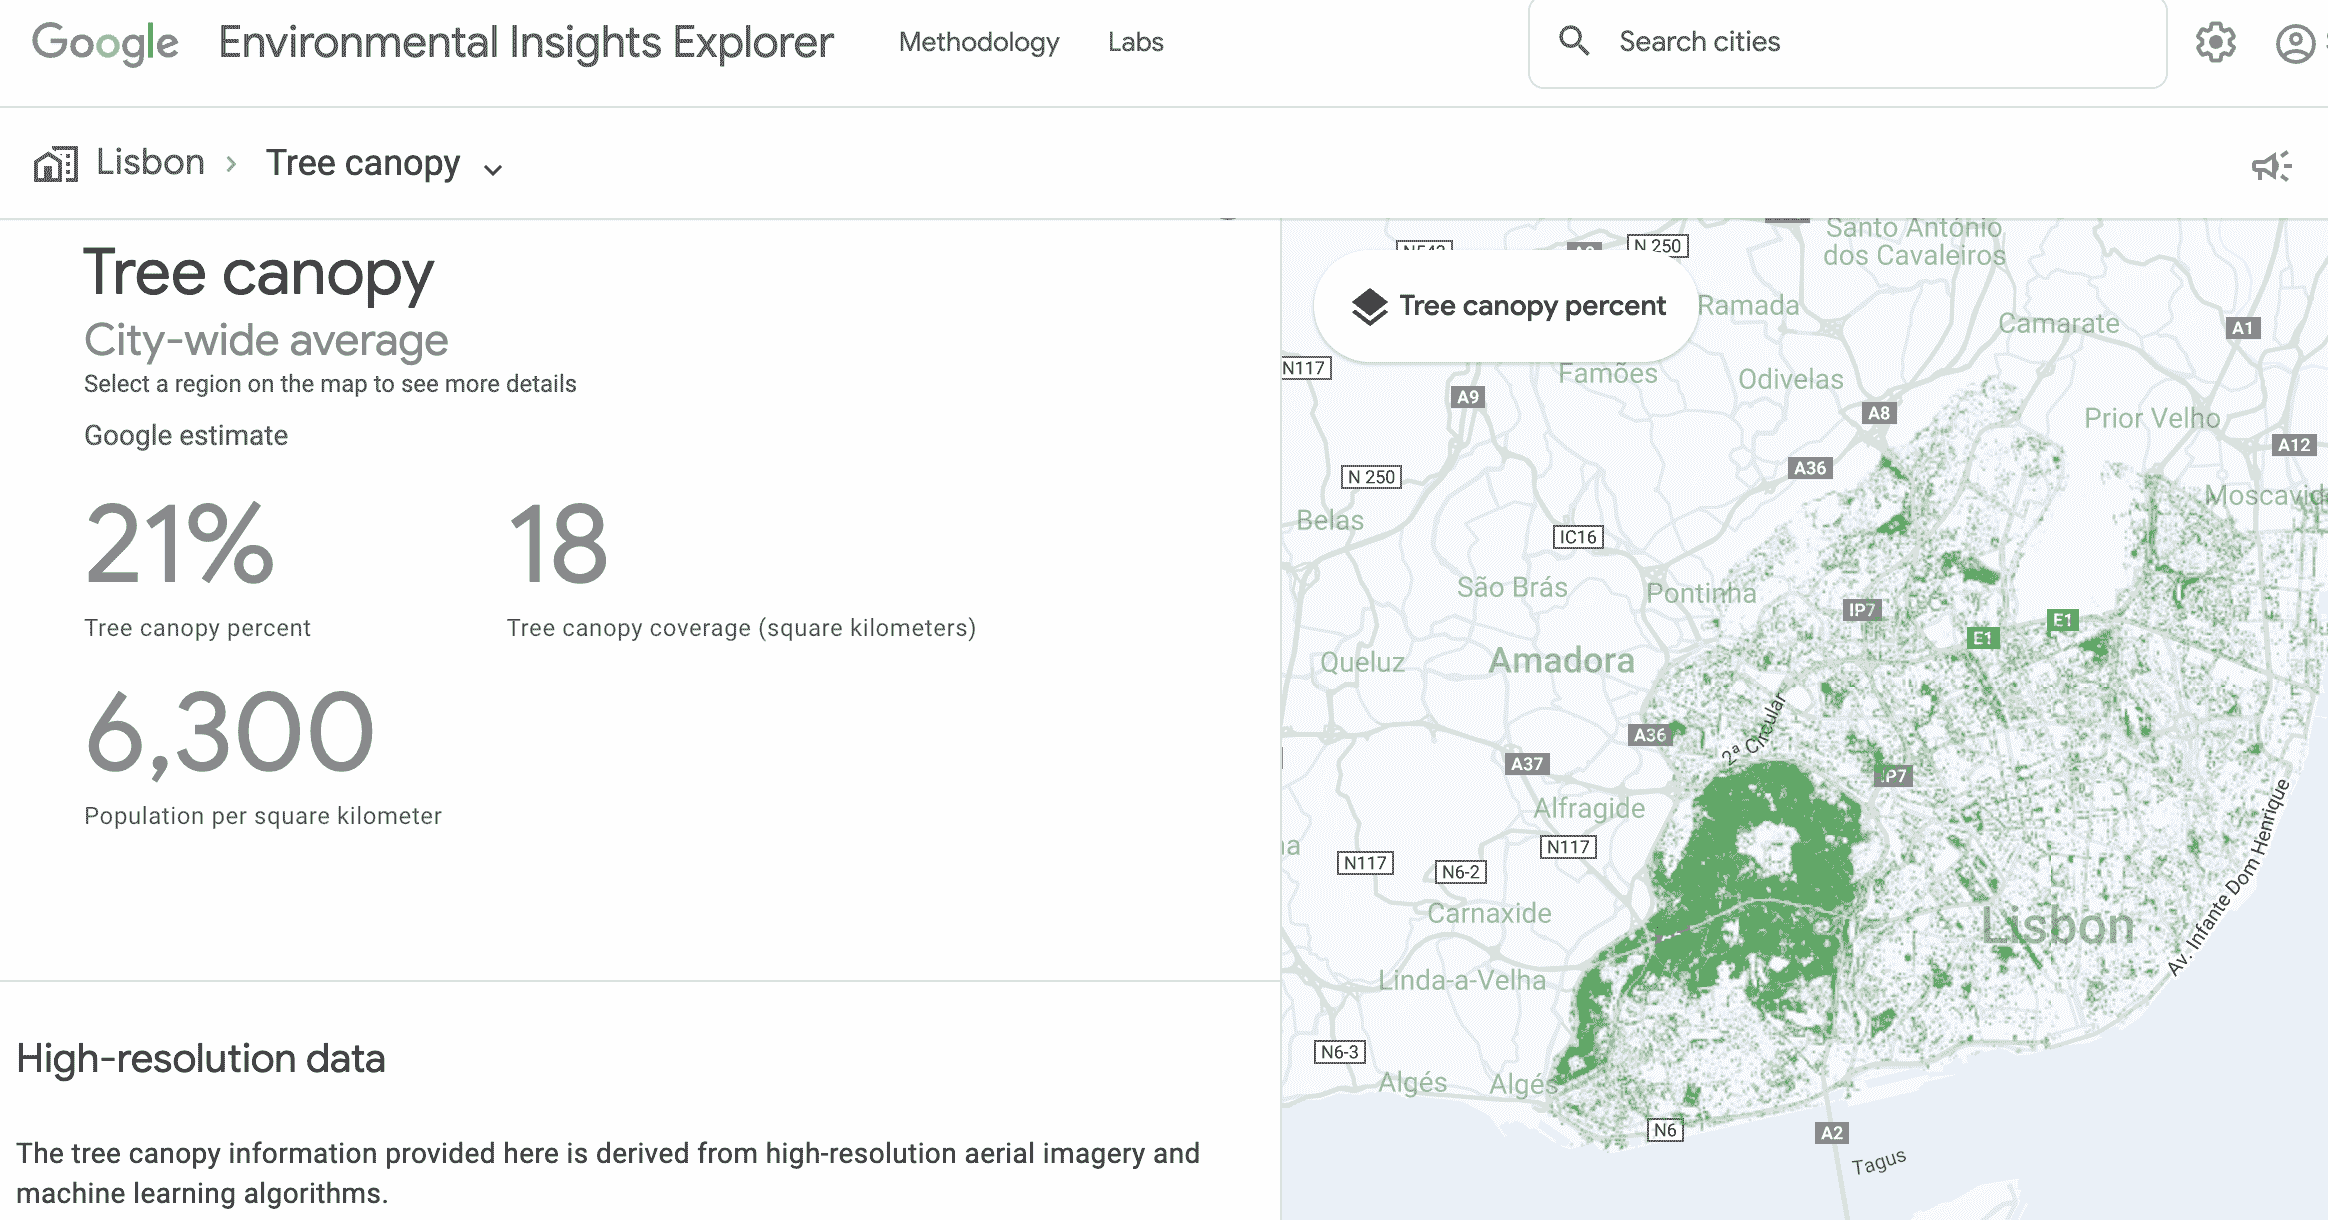 Google Environmental Insights Explorer Methodology Labs Search cities
Lisbon > Tree canopy
Tree canopy
City-wide average
Select a region on the map to see more details
Google estimate
21%
Tree canopy percent
18
Tree canopy coverage (square kilometers)
6,300
Population per square kilometer
High-resolution data
The tree canopy information provided here is derived from high-resolution aerial imagery and
machine learning algorithms.
Tree canopy percent
N 250
Santo António
dos Cavaleiros
Ramada
Camarate
A1
N117
Famões
Odivelas
A9
A8
Prior Velho
A12
N 250
A36
Belas
IC16
São Brás
Pontinha
IP7
E1
E1
Queluz
Amadora
A36
2ª Circular
A37
IP7
Alfragide
N117
N117
N6-2
Carnaxide
Lisbon
Av. Infante Dom Henrique
Linda-a-Velha
N6-3
Algés
Algés
N6
A2
Tagus